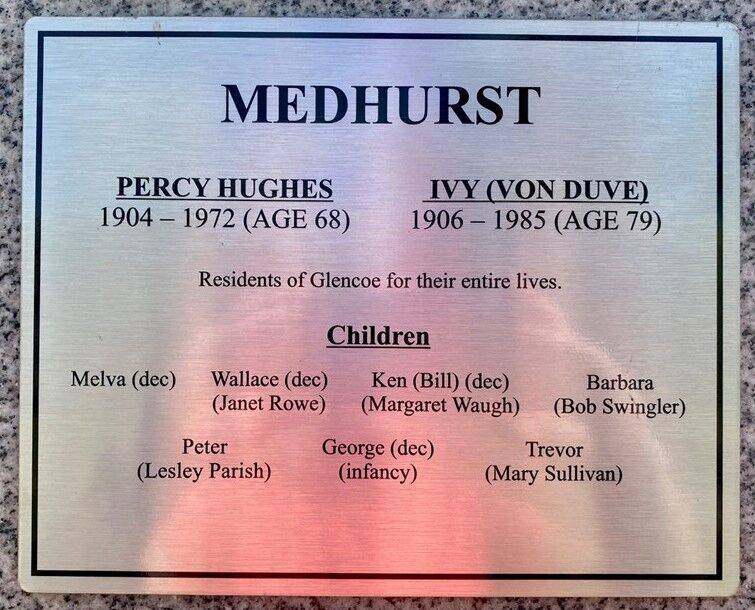 MEDHURST
PERCY HUGHES IVY (VON DUVE)
1904 – 1972 (AGE 68) 1906 – 1985 (AGE 79)
Residents of Glencoe for their entire lives.
Children
Melva (dec) Wallace (dec) Ken (Bill) (dec) Barbara
(Janet Rowe) (Margaret Waugh) (Bob Swingler)
Peter George (dec) Trevor
(Lesley Parish) (infancy) (Mary Sullivan)